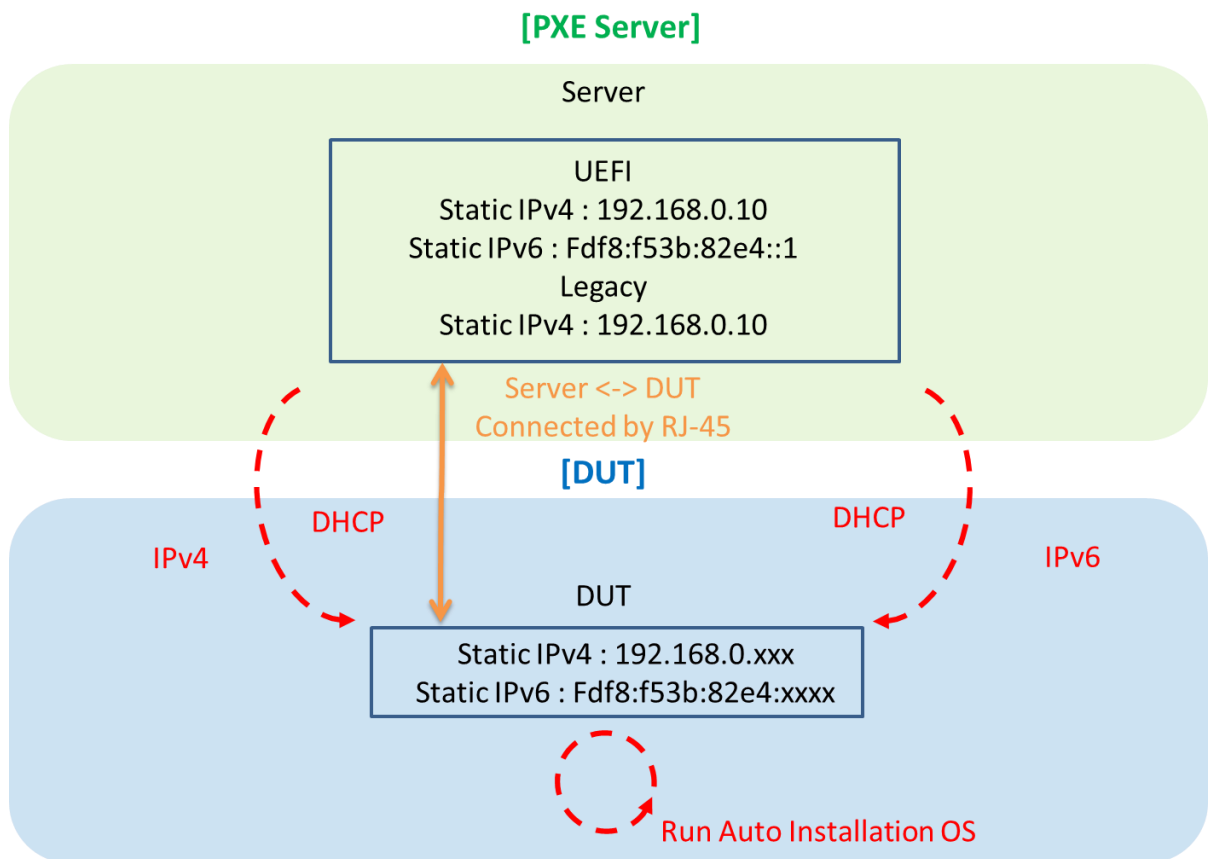 [PXE Server]
Server
UEFI
Static IPv4 : 192.168.0.10
Static IPv6 : Fdf8:f53b:82e4::1
Legacy
Static IPv4 : 192.168.0.10
Server <-> DUT
Connected by RJ-45
[DUT]
DHCP
DHCP
IPv4
IPv6
DUT
Static IPv4 : 192.168.0.xxx
Static IPv6 : Fdf8:f53b:82e4:xxxx
Run Auto Installation OS